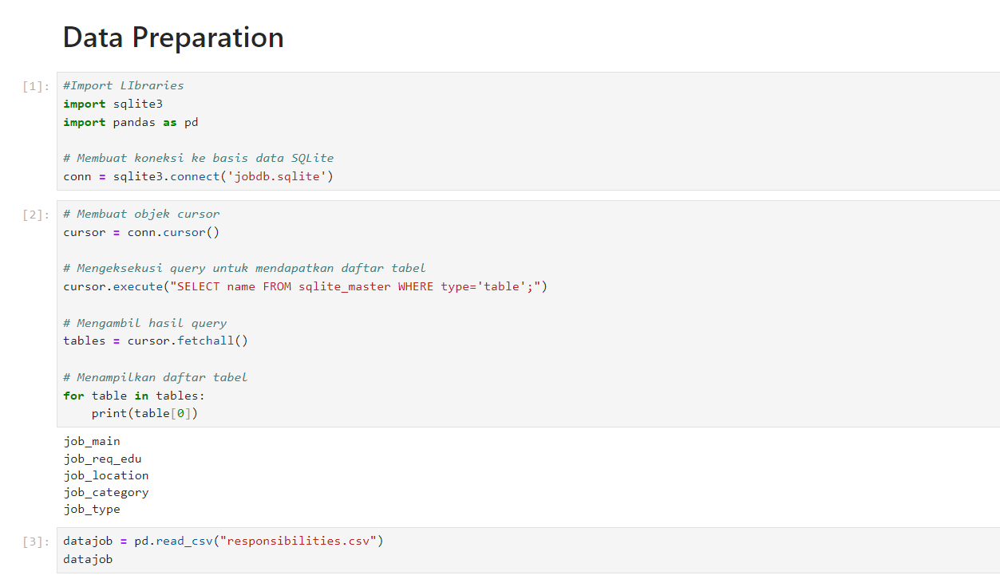 Data Preparation
[1]:
#Import LIbraries
import sqlite3
import pandas as pd
# Membuat koneksi ke basis data SQLite
conn = sqlite3.connect('jobdb.sqlite')
[2]:
# Membuat objek cursor
cursor = conn.cursor()
# Mengeksekusi query untuk mendapatkan daftar tabel
cursor.execute("SELECT name FROM sqlite_master WHERE type='table';")
# Mengambil hasil query
tables = cursor.fetchall()
# Menampilkan daftar tabel
for table in tables:
    print(table[0])
job_main
job_req_edu
job_location
job_category
job_type
[3]:
datajob = pd.read_csv("responsibilities.csv")
datajob